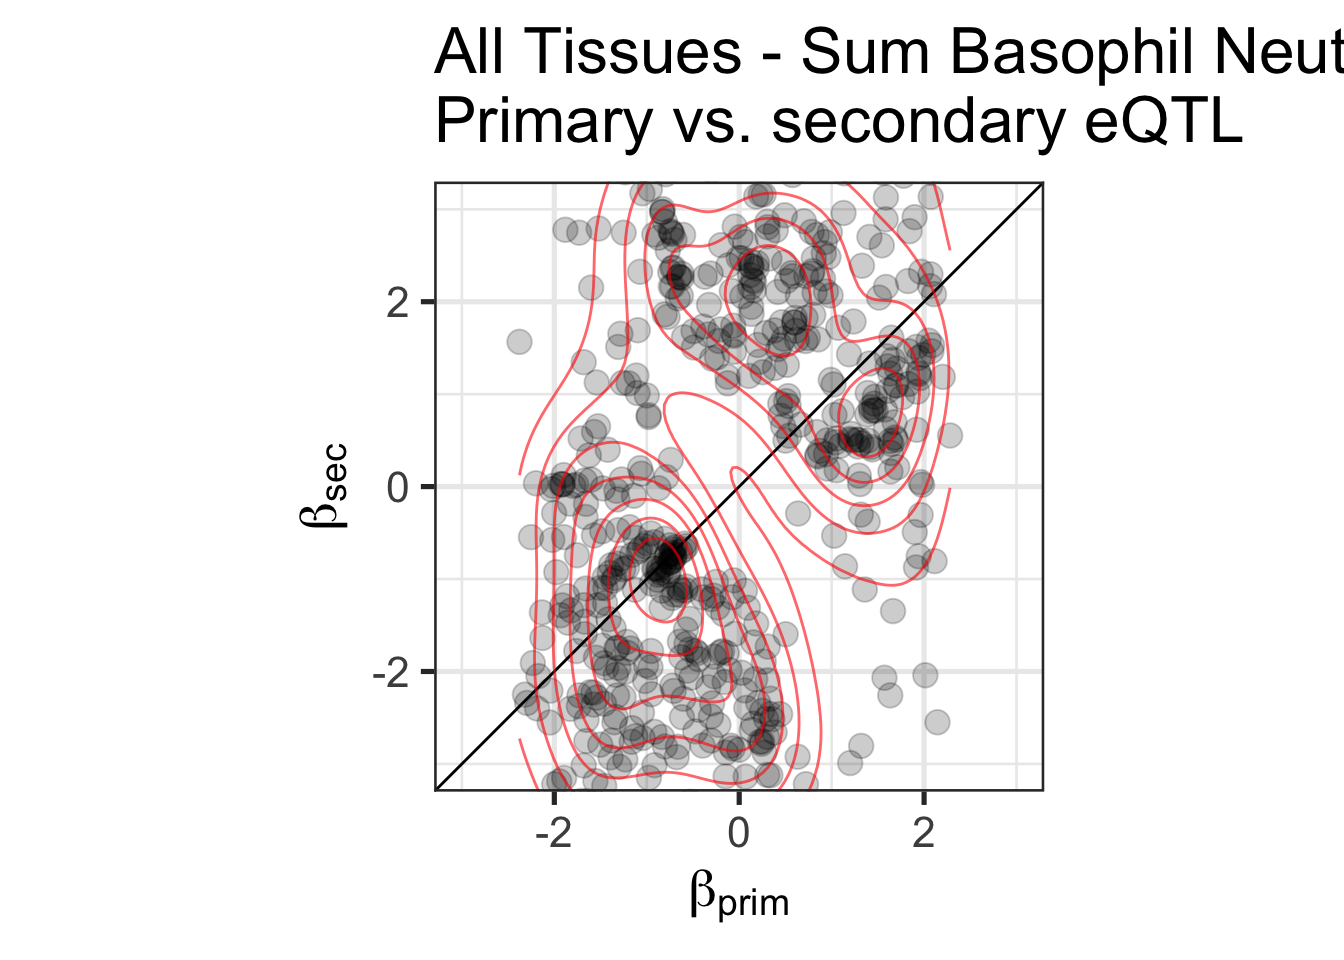 All Tissues - Sum Basophil Neut
Primary vs. secondary eQTL
βsec
2
0
-2
-2
0
2
βprim